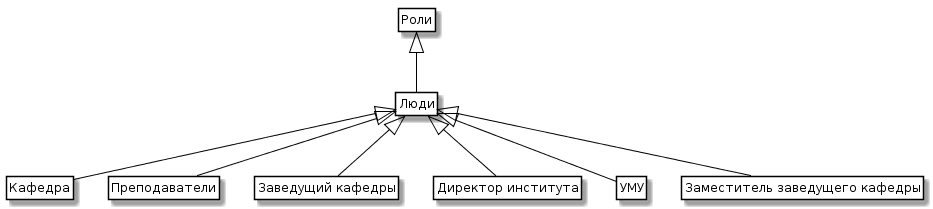 Роли
Люди
Кафедра
Преподаватели
Заведущий кафедры
Директор института
УМУ
Заместитель заведущего кафедры